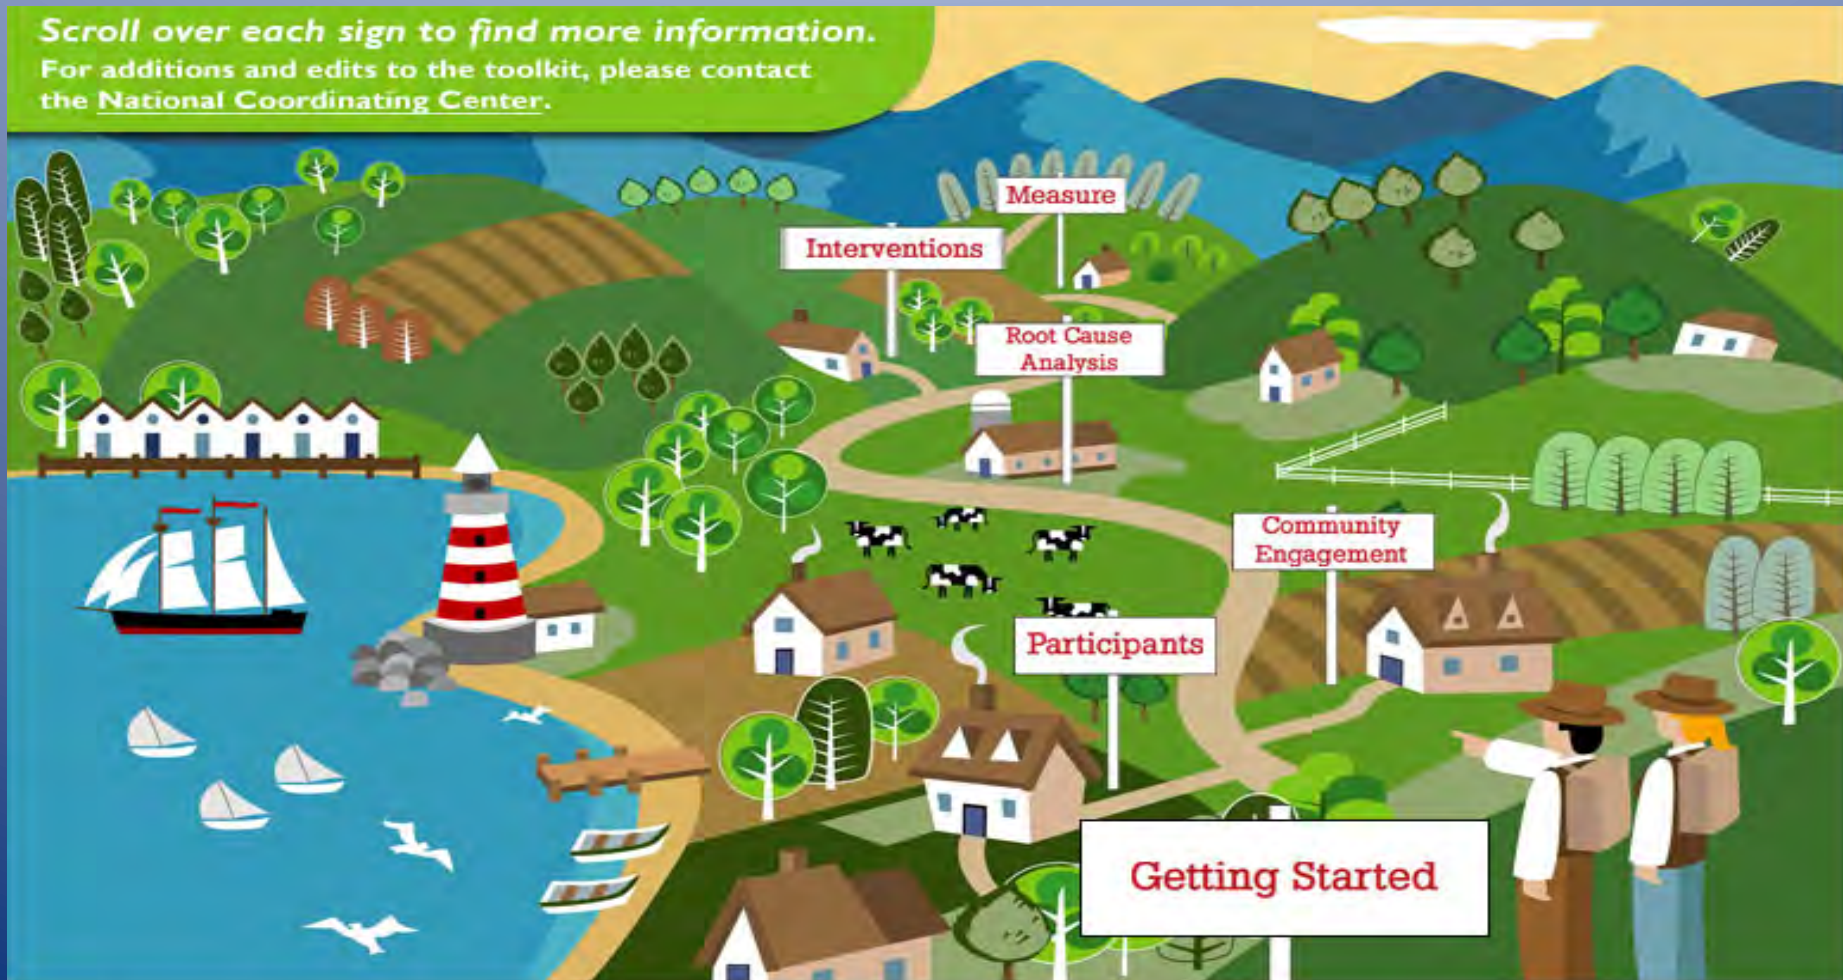 Scroll over each sign to find more information.
For additions and edits to the toolkit, please contact
the National Coordinating Center.
Measure
Interventions
Root Cause
Analysis
Community
Engagement
Participants
Getting Started